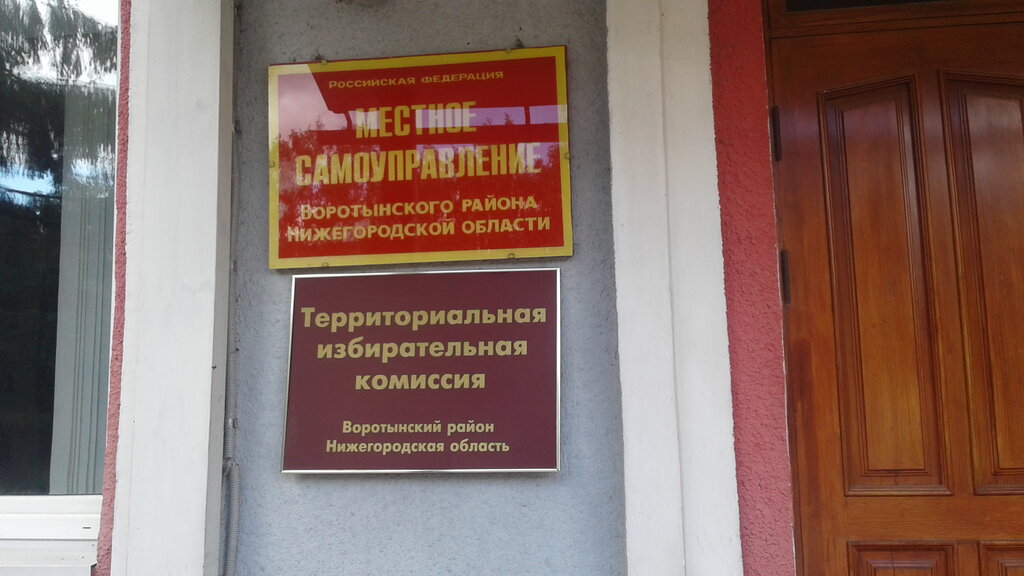 РОССИЙСКАЯ ФЕДЕРАЦИЯ
МЕСТНОЕ
САМОУПРАВЛЕНИЕ
ВОРОТЫНСКОГО РАЙОНА
НИЖЕГОРОДСКОЙ ОБЛАСТИ
Территориальная
избирательная
комиссия
Воротынский район
Нижегородская область